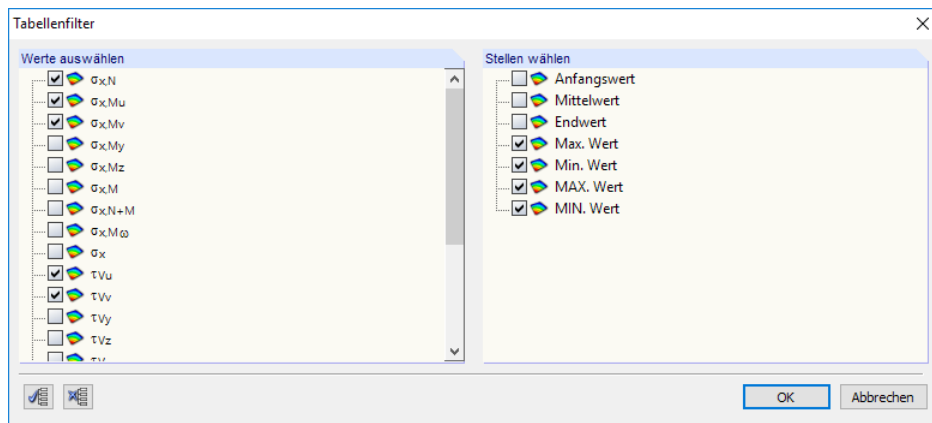 Tabellenfilter
Werte auswählen
σx,N
σx,Mu
σx,Mv
σx,My
σx,Mz
σx,M
σx,N+M
σx,Mω
σx
τVu
τVv
τVy
τVz
Stellen wählen
Anfangswert
Mittelwert
Endwert
Max. Wert
Min. Wert
MAX. Wert
MIN. Wert
OK
Abbrechen